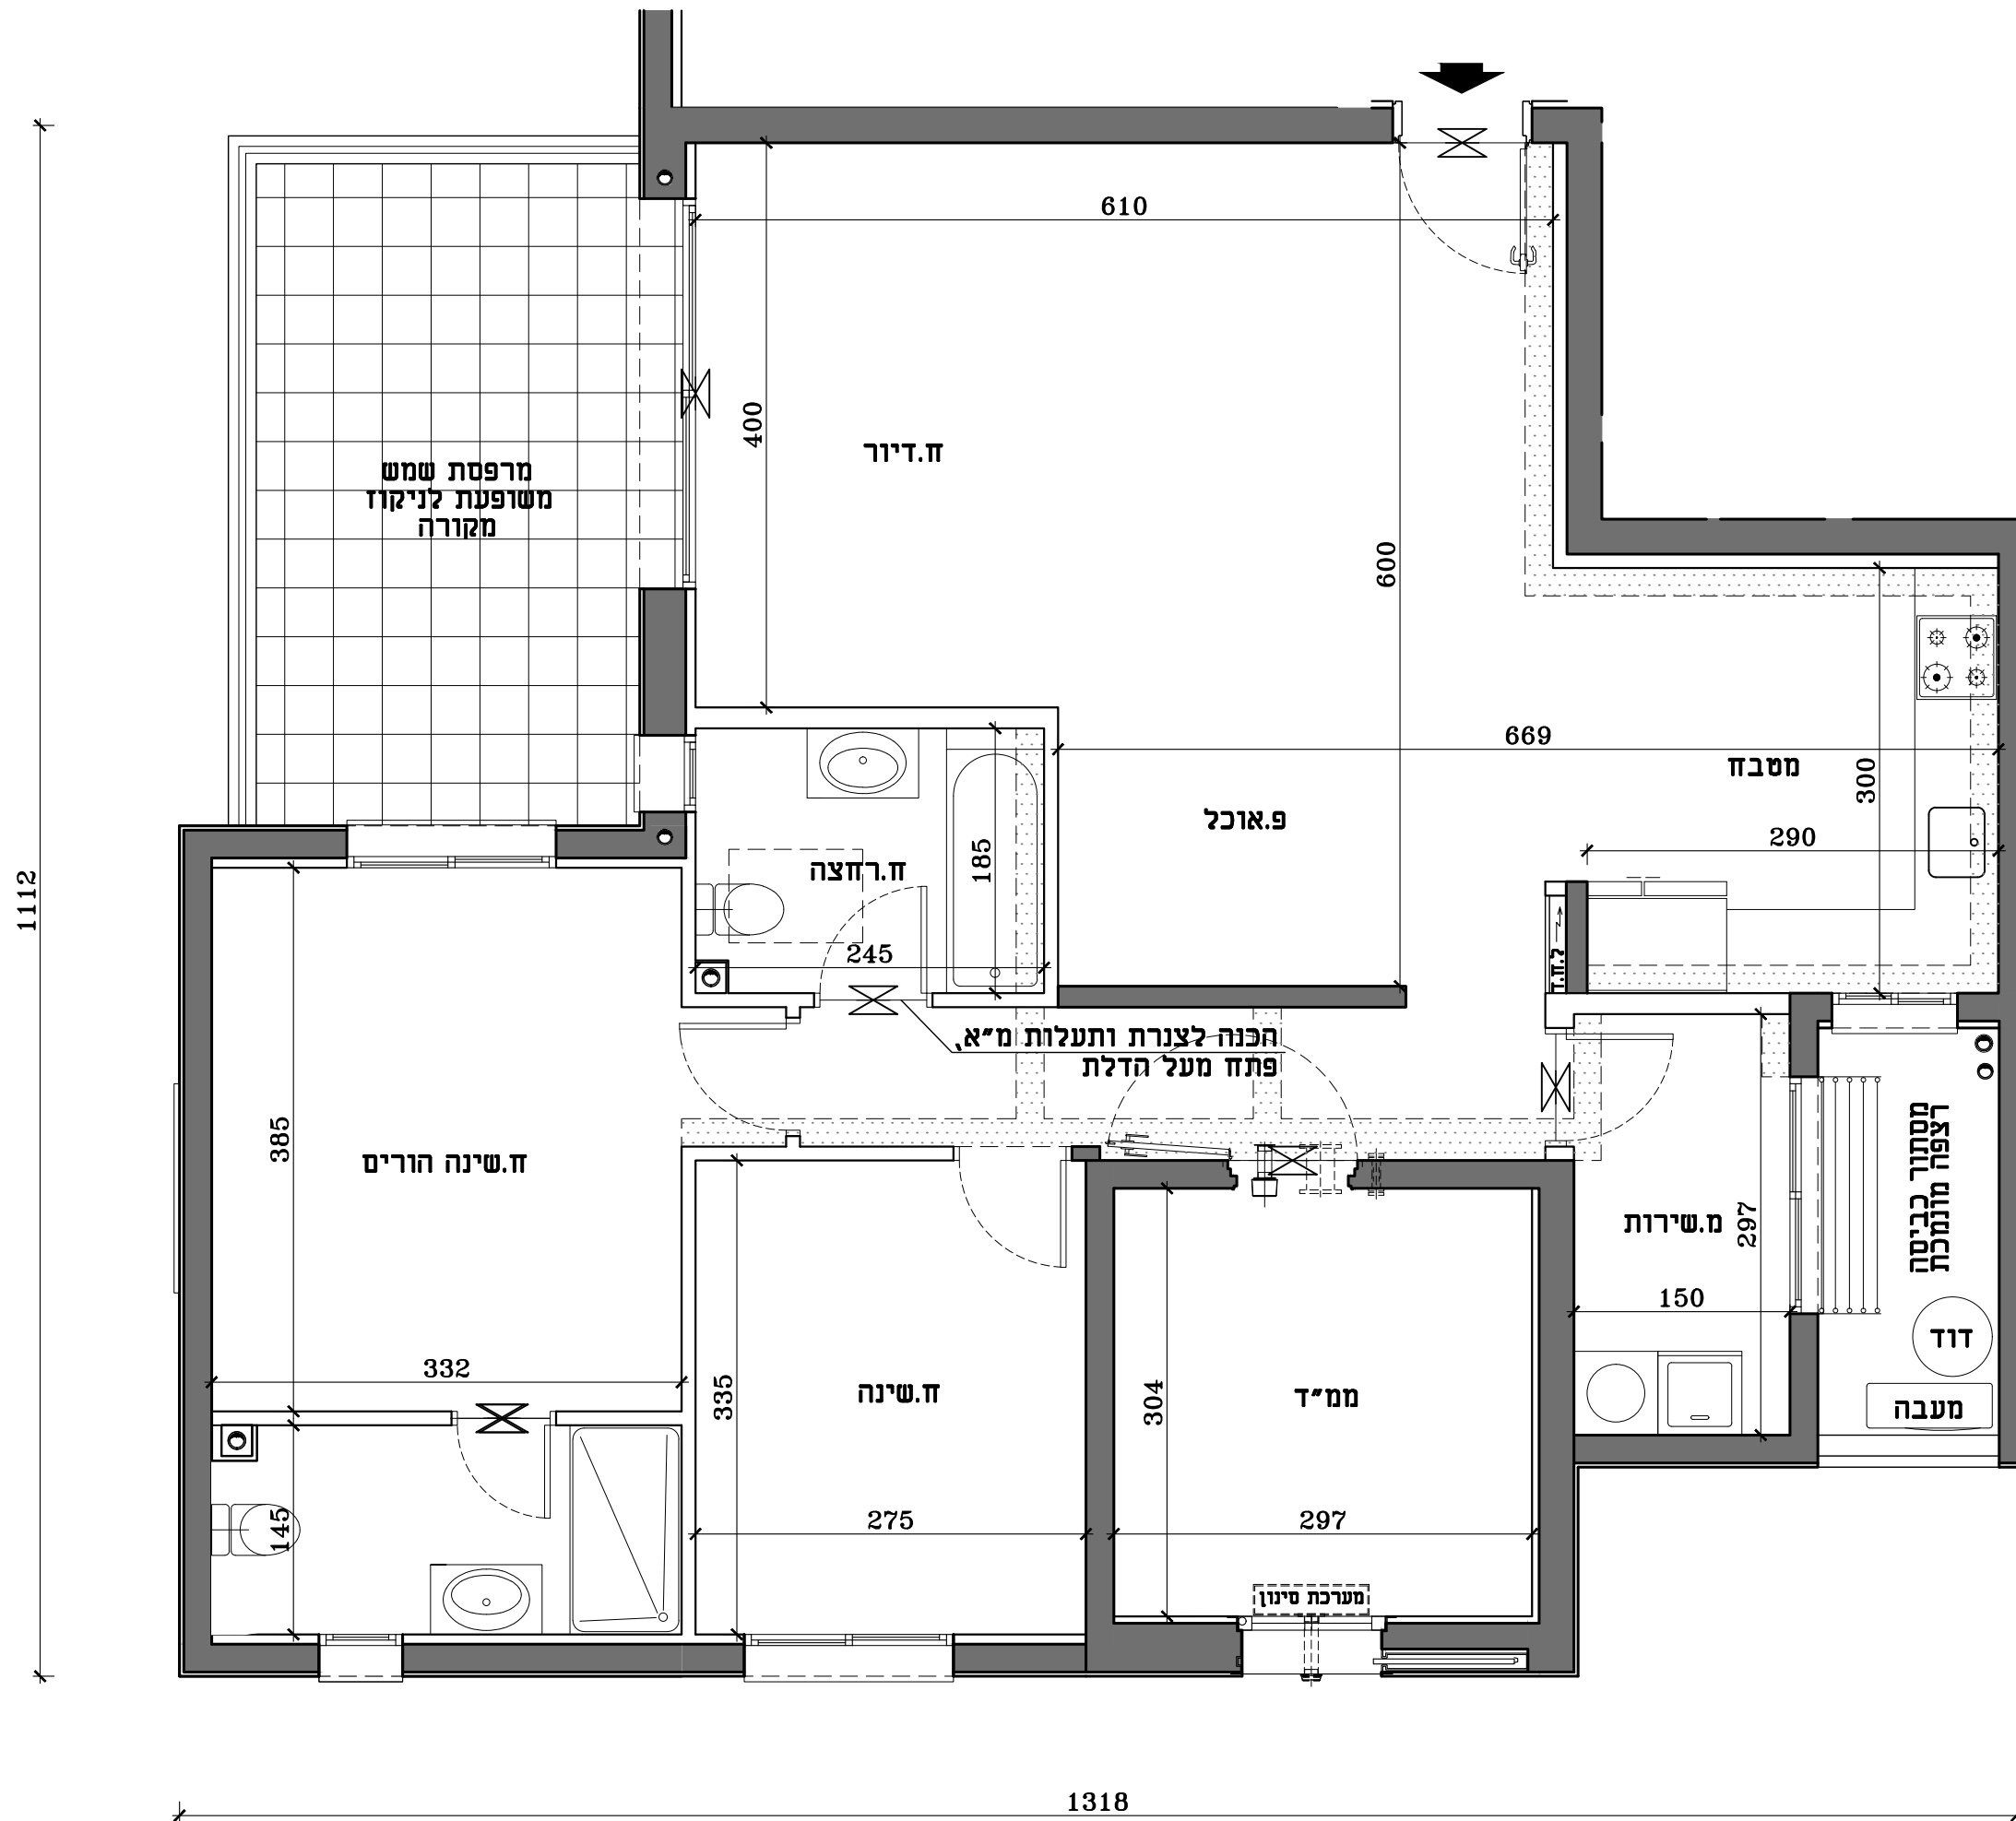 610
400
ח.דיור
600
מרפסת שמש
משופעת לניקוז
מקורה
669
מטבח
300
פ.אוכל
290
ח.רחצה
185
245
1112
ל.ח.ד
הכנה לצנרת ותעלות מ״א,
פתח מעל הדלת
385
ח.שינה הורים
מסתור כביסה
רצפה מונמכת
מ.שירות
297
150
דוד
332
335
ח.שינה
304
ממ״ד
מעבה
145
275
297
מערכת סינון
1318